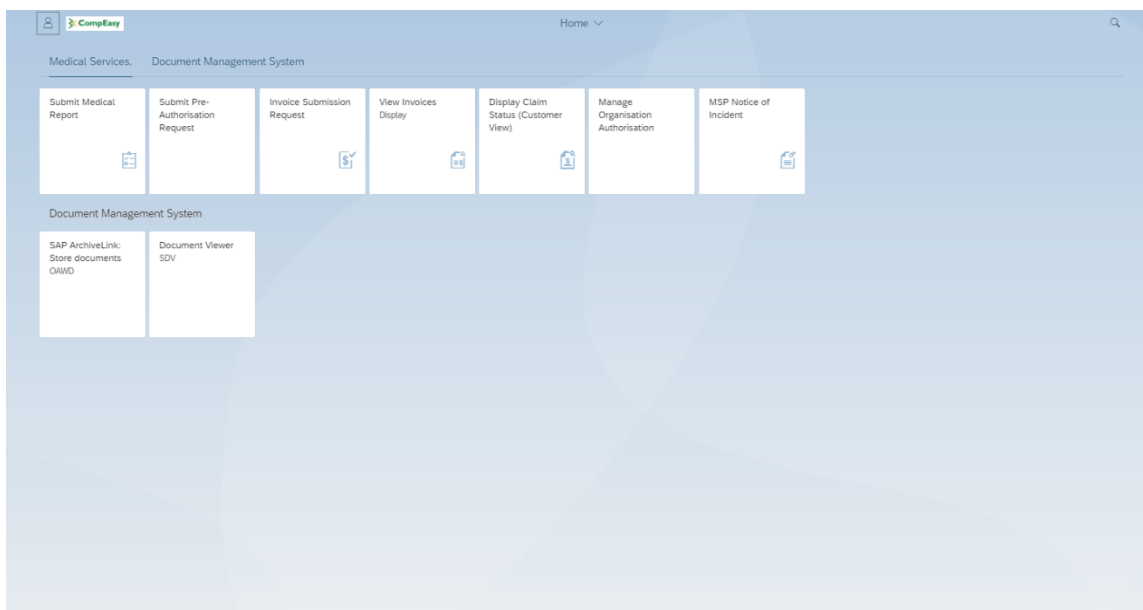 CompEasy
Home
Medical Services.
Document Management System
Submit Medical
Report
Submit Pre-
Authorisation
Request
Invoice Submission
Request
View Invoices
Display
Display Claim
Status (Customer
View)
Manage
Organisation
Authorisation
MSP Notice of
Incident
Document Management System
SAP ArchiveLink:
Store documents
OAWD
Document Viewer
SDV